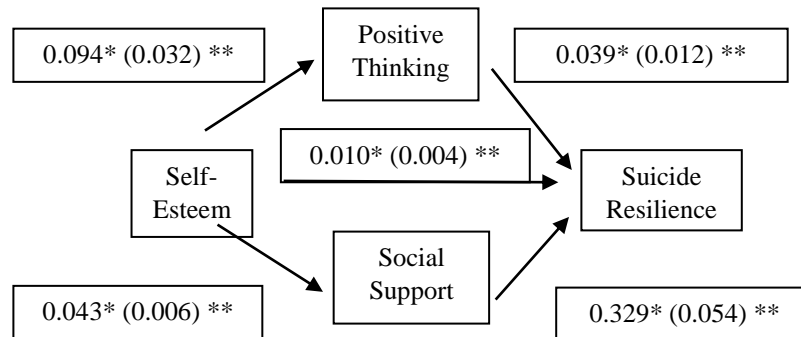 Positive
Thinking
0.094* (0.032) **
0.039* (0.012) **
0.010* (0.004) **
Self-
Esteem
Suicide
Resilience
Social
Support
0.043* (0.006) **
0.329* (0.054) **